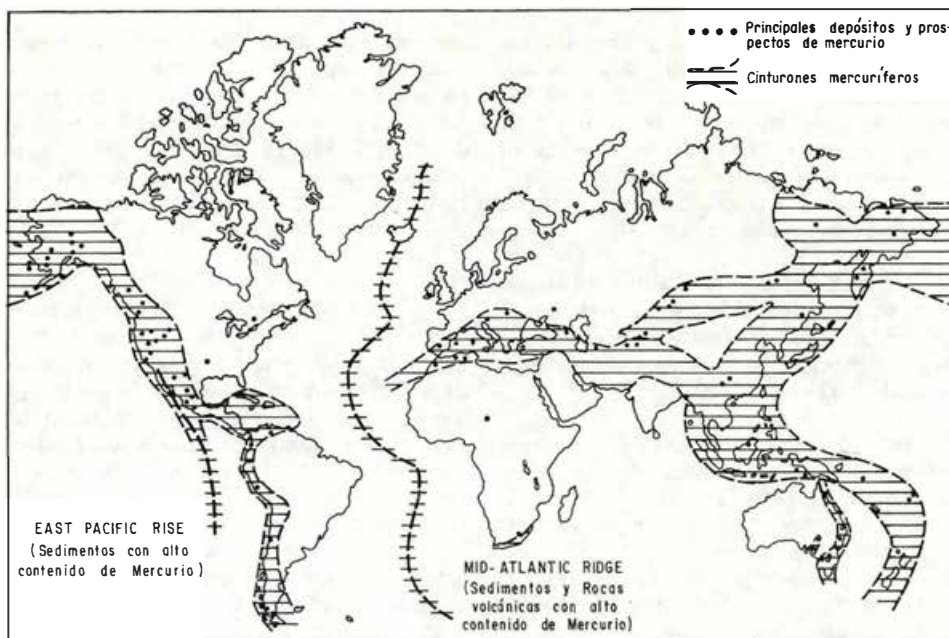 Principales depósitos y pros-
pectos de mercurio
Cinturones mercuríferos
EAST PACIFIC RISE
(Sedimentos con alto
contenido de Mercurio)
MID-ATLANTIC RIDGE
(Sedimentos y Rocas
volcánicas con alto
contenido de Mercurio)